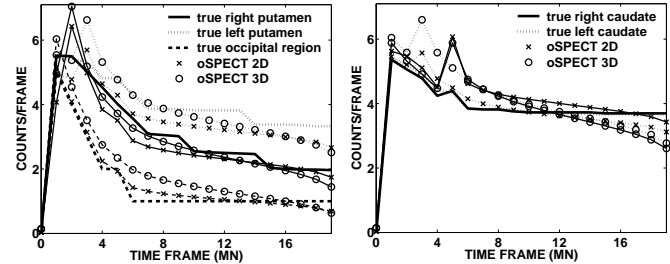 true right putamen
true left putamen
true occipital region
oSPECT 2D
oSPECT 3D
COUNTS/FRAME
6
4
2
0
0 4 8 12 16
TIME FRAME (MN)
true right caudate
true left caudate
oSPECT 2D
oSPECT 3D
COUNTS/FRAME
6
4
2
0
0 4 8 12 16
TIME FRAME (MN)